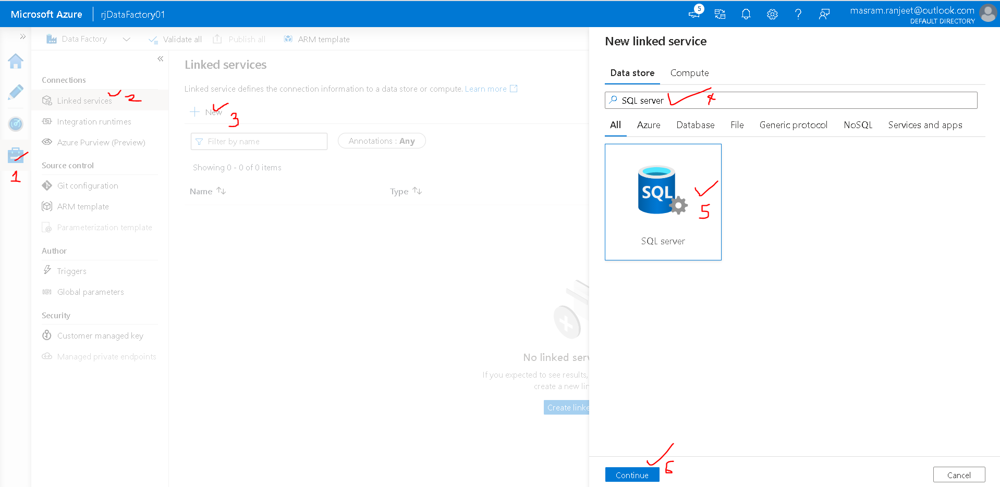 Microsoft Azure rjDataFactory01 5 masram.ranjeet@outlook.com
DEFAULT DIRECTORY
Data Factory Validate all Publish all ARM template
Connections
Linked services 2
Integration runtimes
Azure Purview (Preview)
1
Source control
Git configuration
ARM template
Parameterization template
Author
Triggers
Global parameters
Security
Customer managed key
Managed private endpoints
Linked services
Linked service defines the connection information to a data store or compute. Learn more
New 3
Filter by name Annotations : Any
Showing 0 - 0 of 0 items
Name Type
No linked serv
If you expected to see results,
create a new lin
Create linke
New linked service
Data store Compute
SQL server 4
All Azure Database File Generic protocol NoSQL Services and apps
SQL
5
SQL server
Continue 6 Cancel